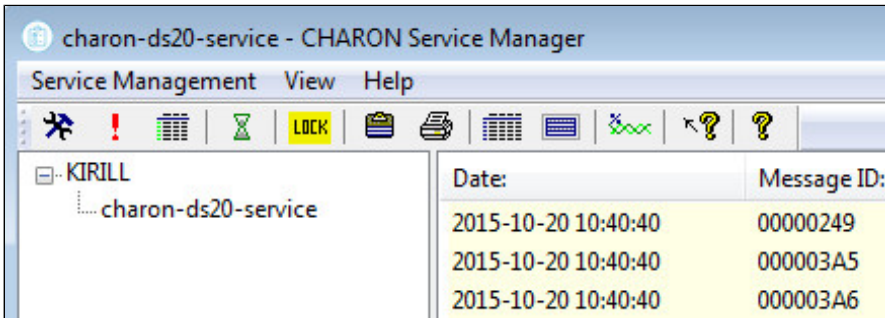 charon-ds20-service - CHARON Service Manager
Service Management View Help
LOCK
KIRILL
charon-ds20-service
Date: Message ID:
2015-10-20 10:40:40 00000249
2015-10-20 10:40:40 000003A5
2015-10-20 10:40:40 000003A6